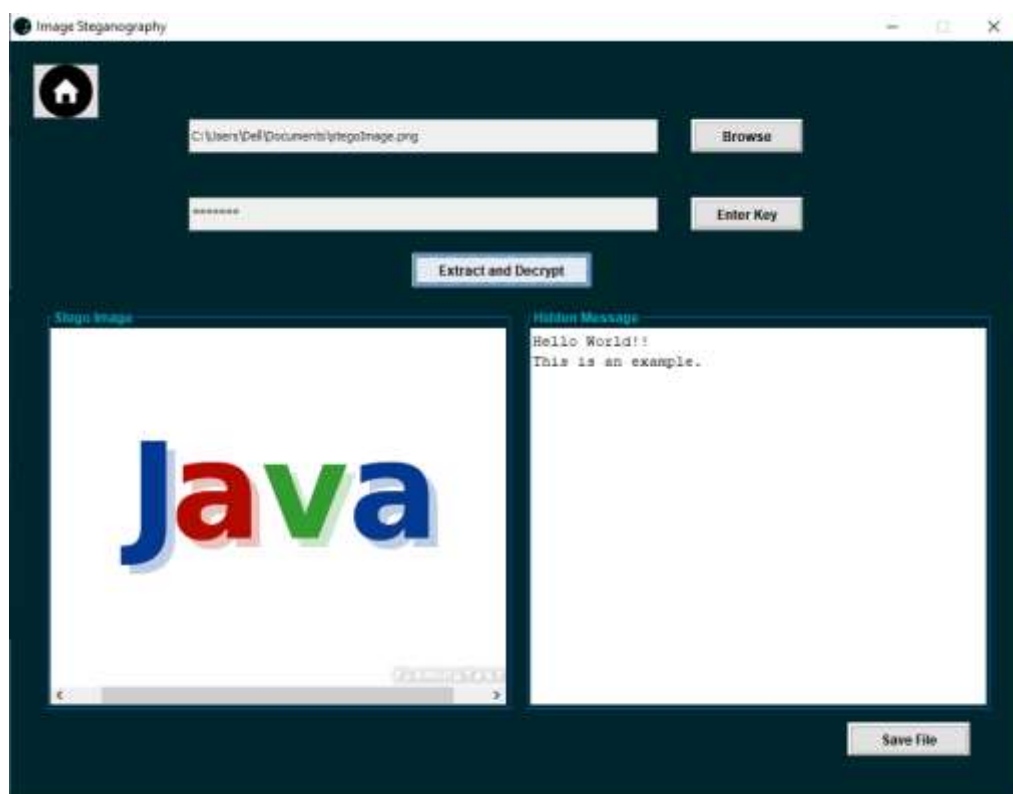 Image Steganography
C:\Users\Dell\Documents\stegoImage.png
Browse
*******
Enter Key
Extract and Decrypt
Stego Image
Hidden Message
Java
Hello World!!
This is an example.
Save File